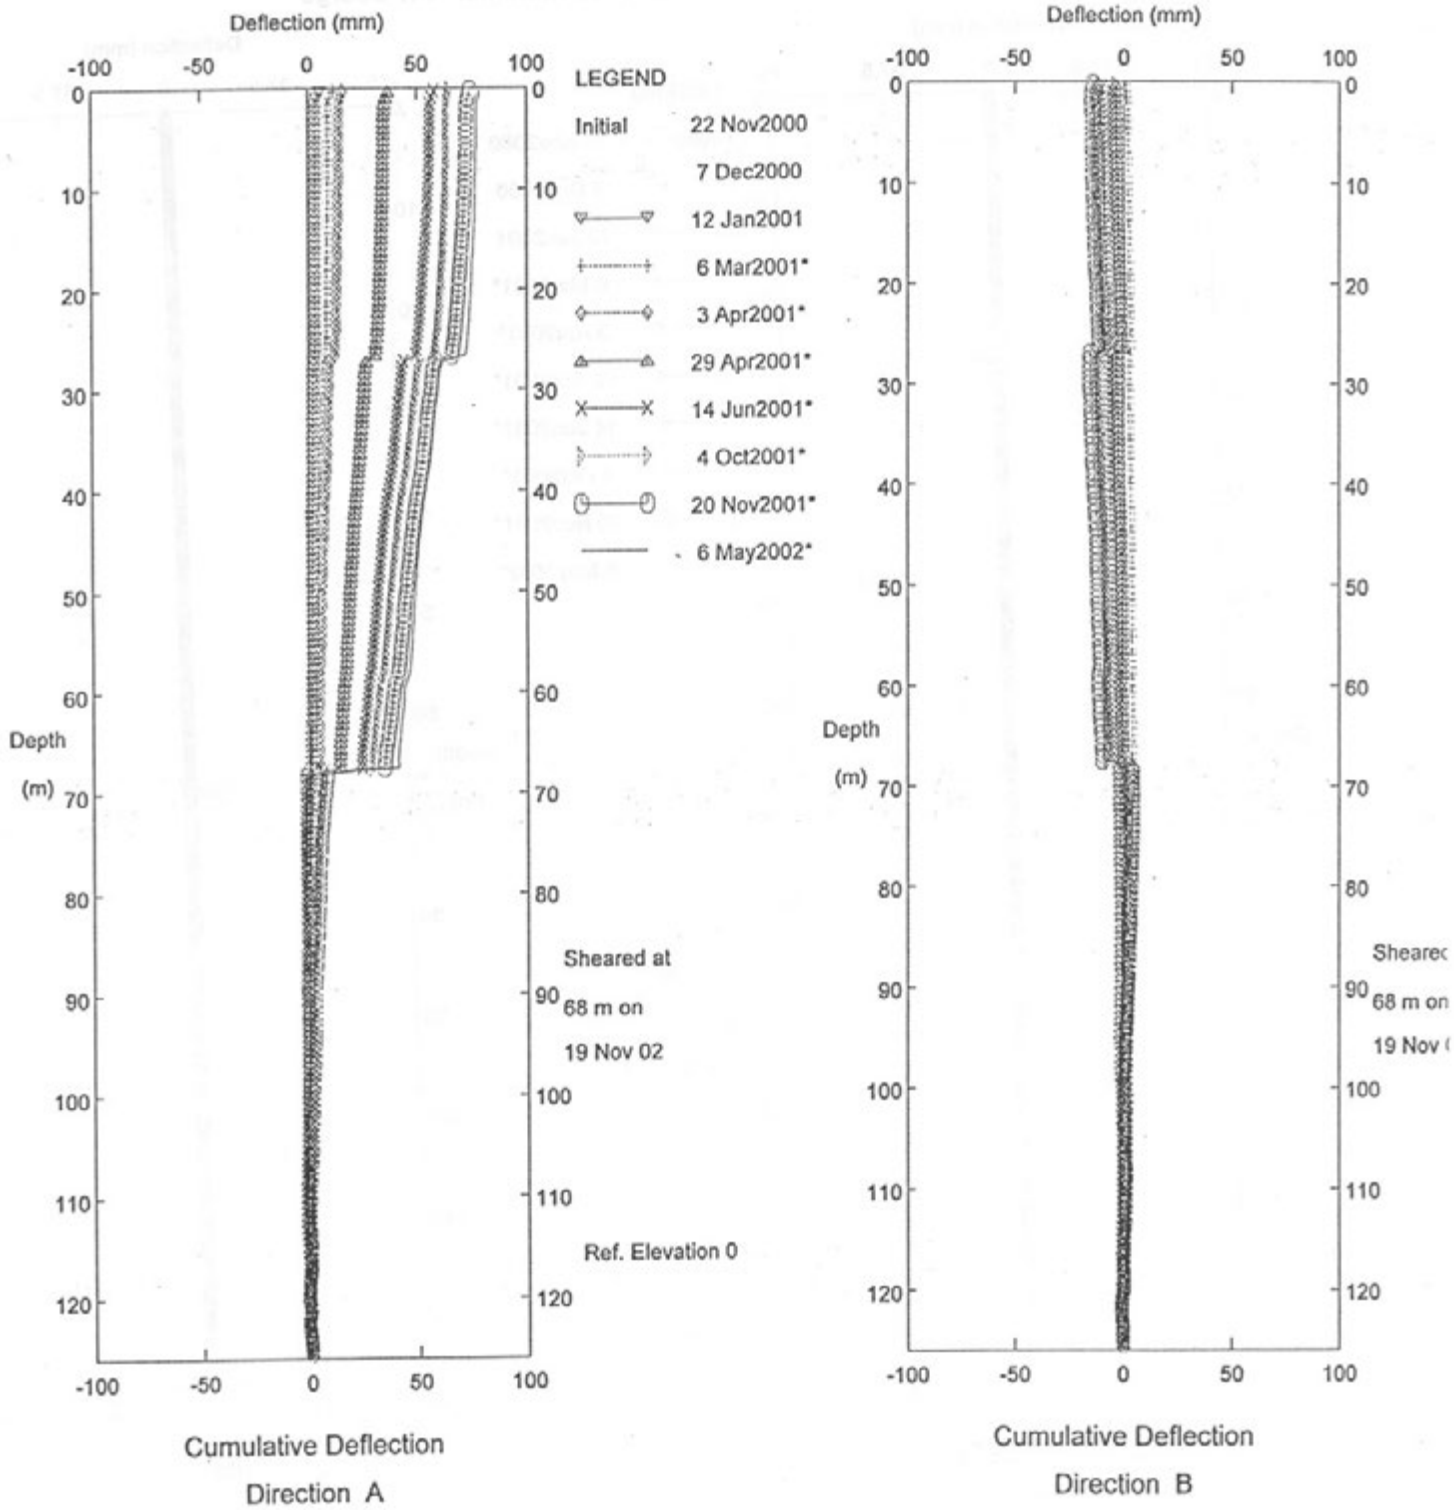 Deflection (mm)
-100 -50 0 50 100
0
10
20
30
40
50
60
70
80
90
100
110
120
Depth
(m)
0
10
20
30
40
50
60
70
80
90
100
110
120
-100 -50 0 50 100
Cumulative Deflection
Direction A
LEGEND
Initial 22 Nov2000
7 Dec2000
12 Jan2001
6 Mar2001*
3 Apr2001*
29 Apr2001*
14 Jun2001*
4 Oct2001*
20 Nov2001*
6 May2002*
Sheared at
68 m on
19 Nov 02
Ref. Elevation 0
Deflection (mm)
-100 -50 0 50 100
0
10
20
30
40
50
60
70
80
90
100
110
120
Depth
(m)
0
10
20
30
40
50
60
70
80
90
100
110
120
-100 -50 0 50 100
Cumulative Deflection
Direction B
Sheared
68 m on
19 Nov